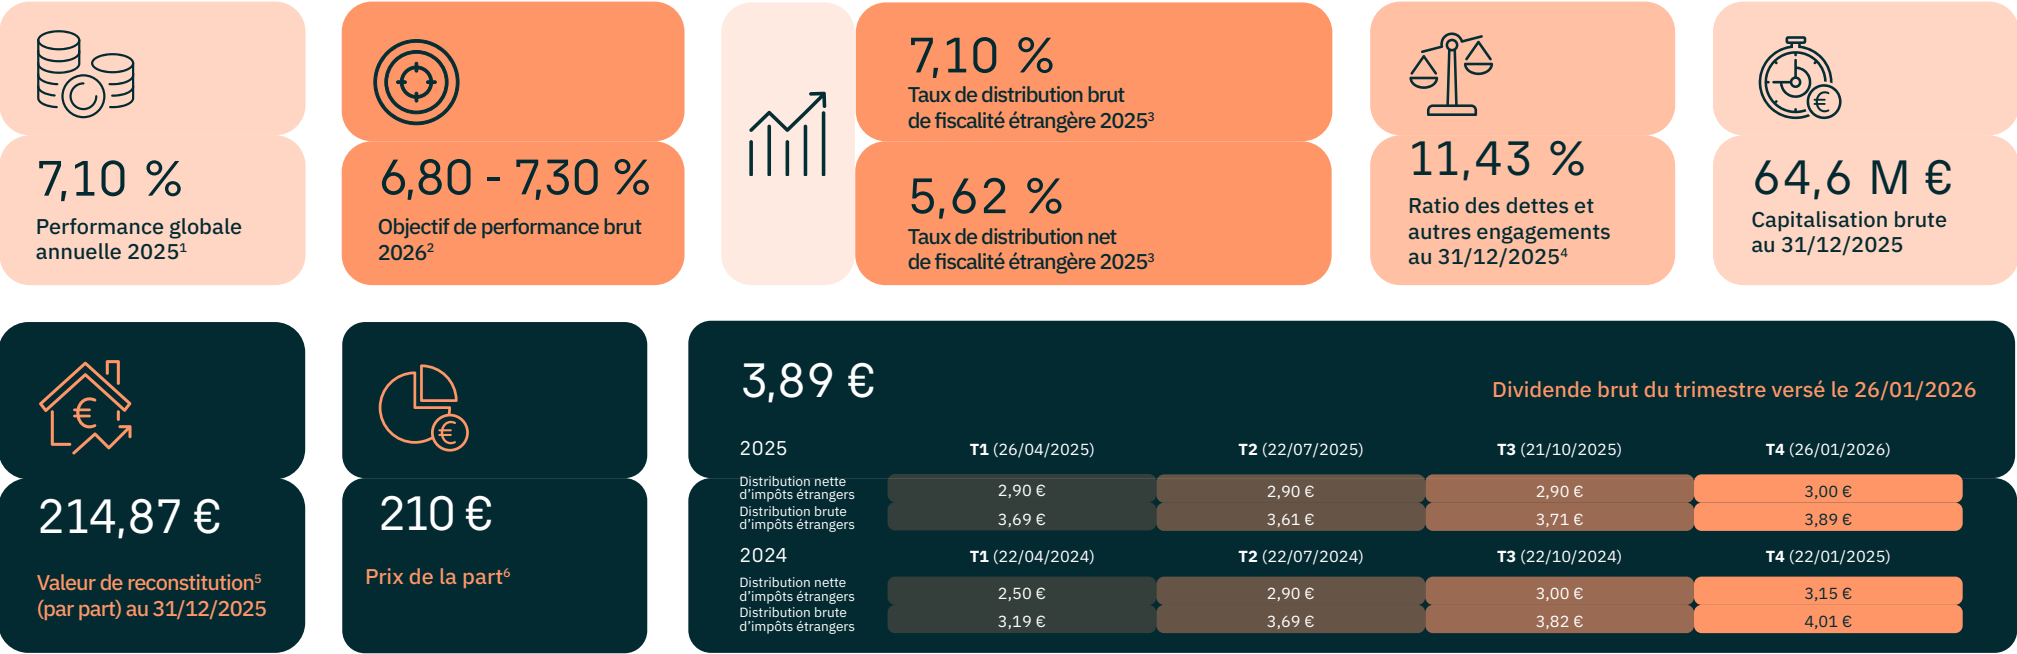 7,10 %
Performance globale
annuelle 2025¹
6,80 - 7,30 %
Objectif de performance brut
2026²
7,10 %
Taux de distribution brut
de fiscalité étrangère 2025³
5,62 %
Taux de distribution net
de fiscalité étrangère 2025³
11,43 %
Ratio des dettes et
autres engagements
au 31/12/2025⁴
64,6 M €
Capitalisation brute
au 31/12/2025
214,87 €
Valeur de reconstitution⁵
(par part) au 31/12/2025
210 €
Prix de la part⁶
3,89 €
Dividende brut du trimestre versé le 26/01/2026
2025 T1 (26/04/2025) T2 (22/07/2025) T3 (21/10/2025) T4 (26/01/2026)
Distribution nette
d'impôts étrangers 2,90 € 2,90 € 2,90 € 3,00 €
Distribution brute
d'impôts étrangers 3,69 € 3,61 € 3,71 € 3,89 €
2024 T1 (22/04/2024) T2 (22/07/2024) T3 (22/10/2024) T4 (22/01/2025)
Distribution nette
d'impôts étrangers 2,50 € 2,90 € 3,00 € 3,15 €
Distribution brute
d'impôts étrangers 3,19 € 3,69 € 3,82 € 4,01 €